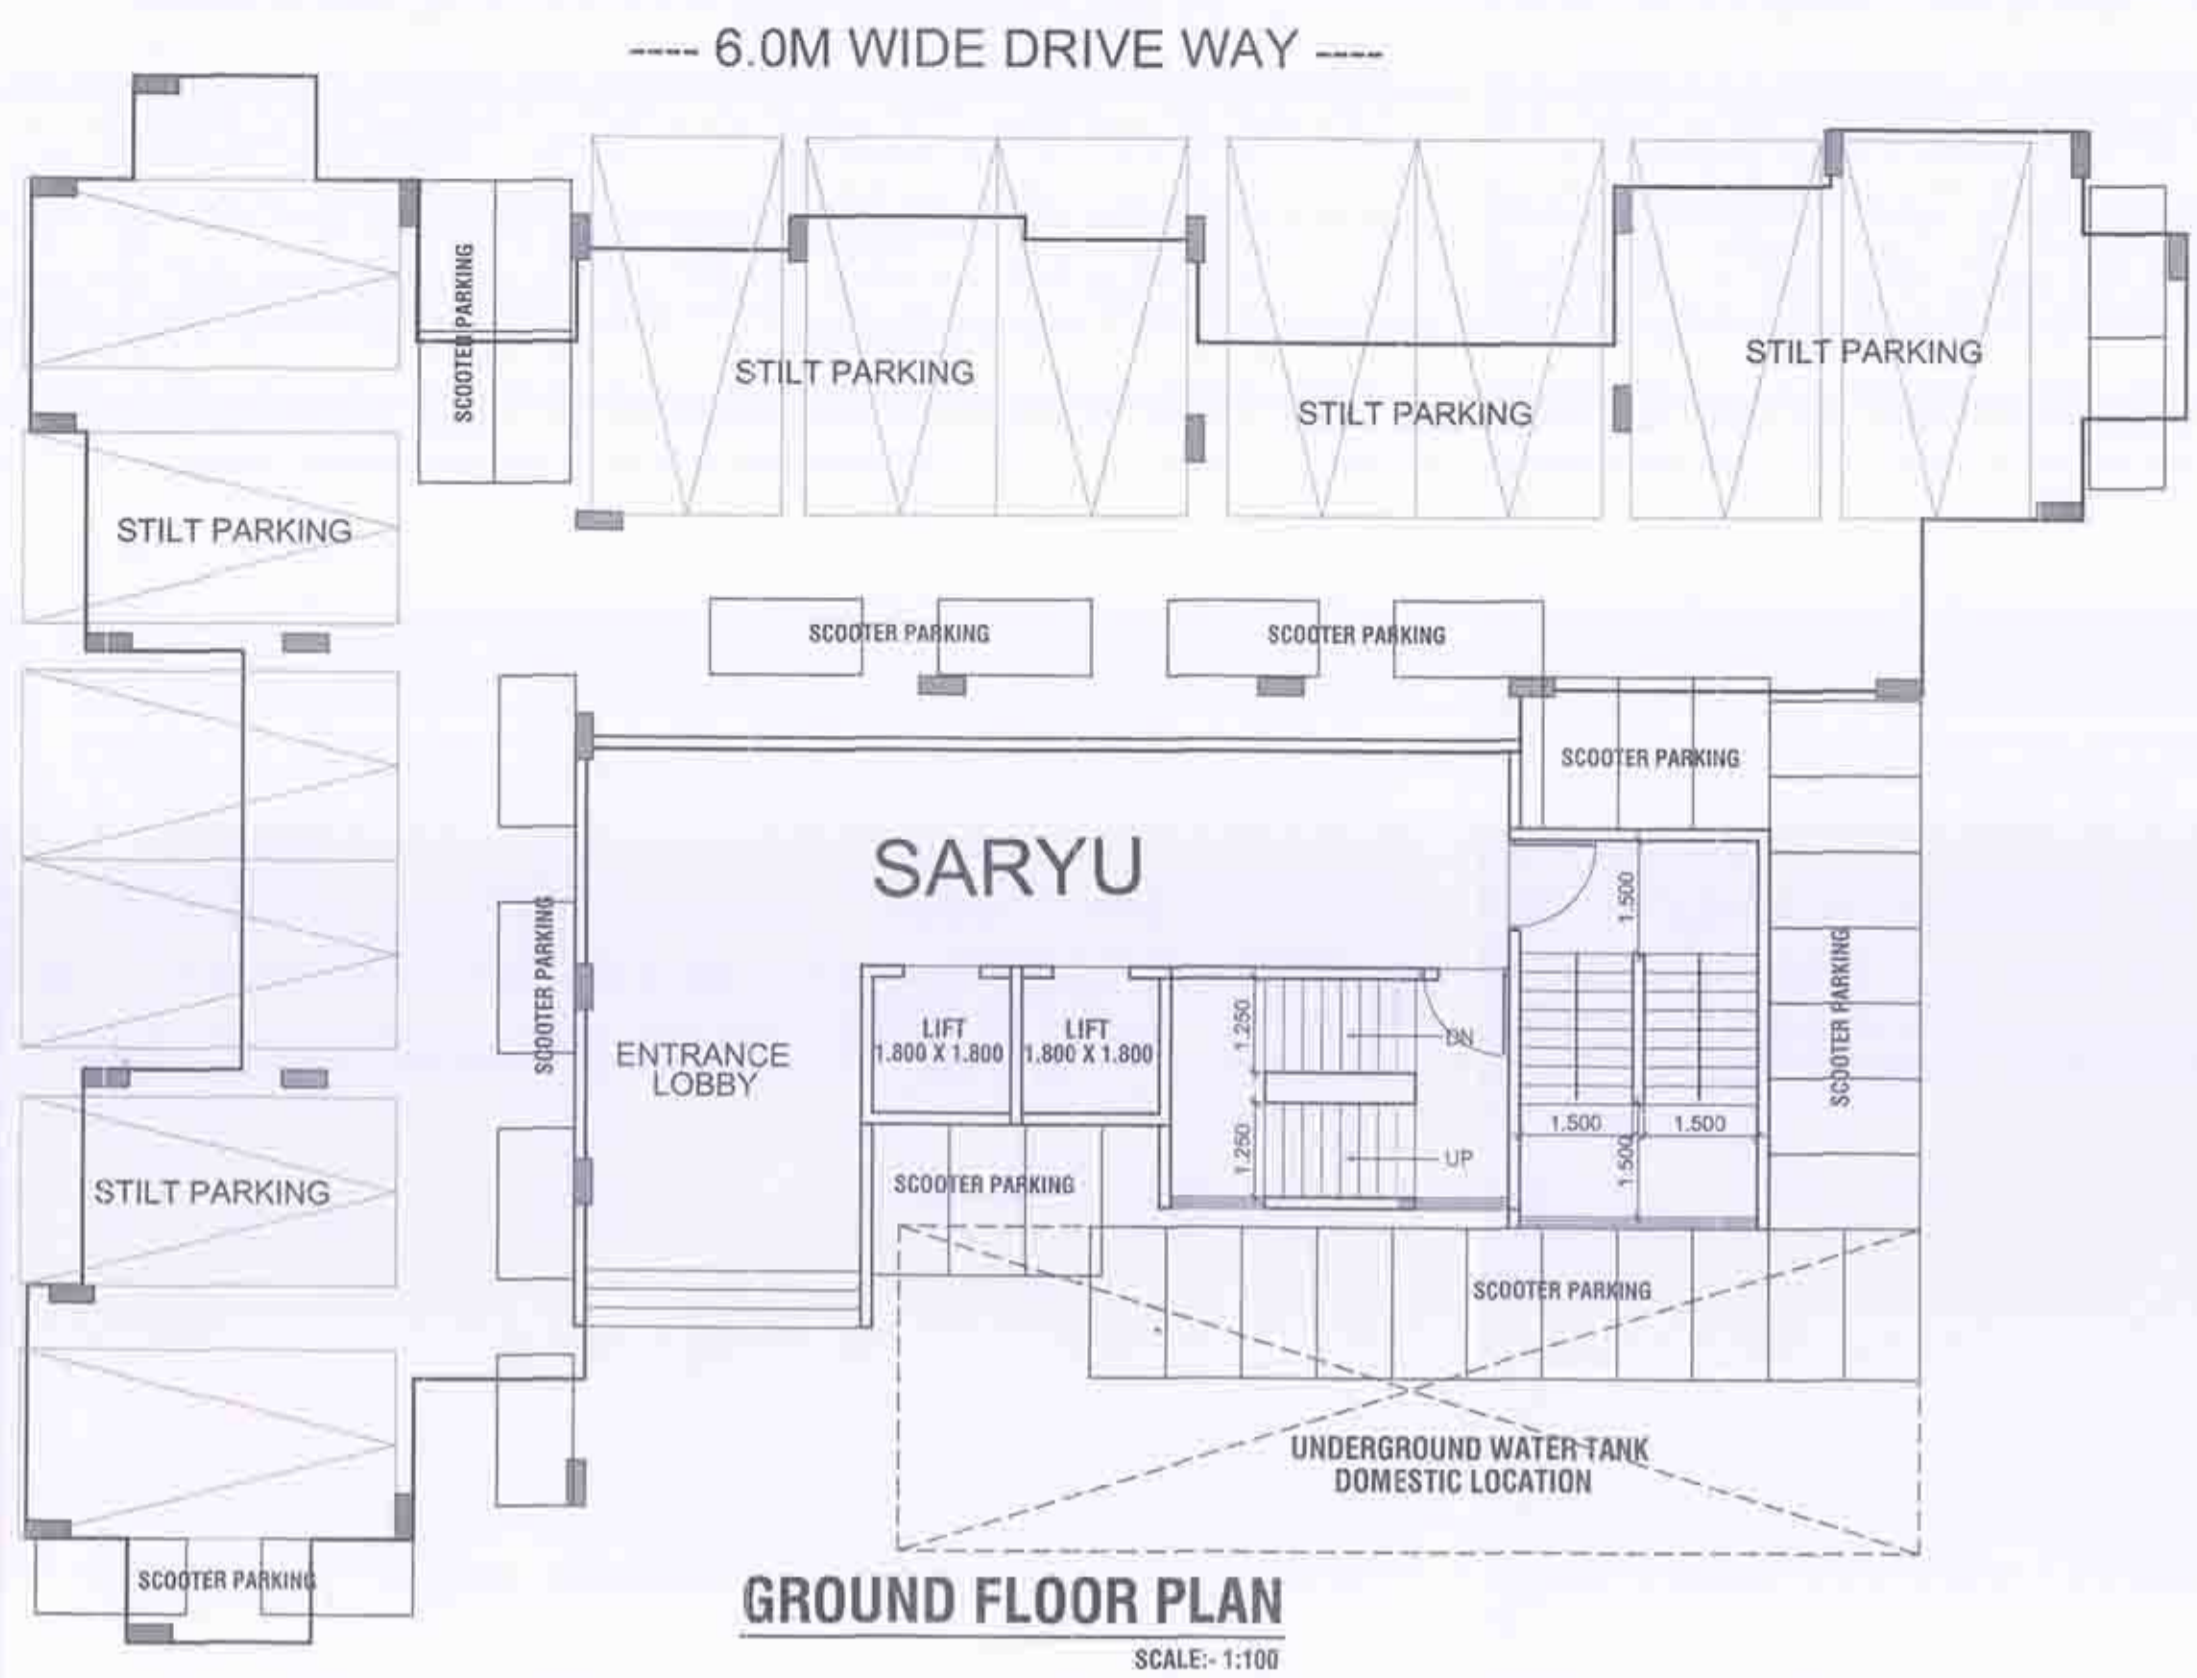 ---- 6.0M WIDE DRIVE WAY ----
SCOOTER PARKING
STILT PARKING
STILT PARKING
STILT PARKING
STILT PARKING
SCOOTER PARKING
SCOOTER PARKING
SCOOTER PARKING
SARYU
1.500
SCOOTER PARKING
SCOOTER PARKING
ENTRANCE
LOBBY
LIFT
1.800 X 1.800
LIFT
1.800 X 1.800
1.250
DN
1.500
1.500
1.250
UP
1.500
STILT PARKING
SCOOTER PARKING
SCOOTER PARKING
UNDERGROUND WATER TANK
DOMESTIC LOCATION
SCOOTER PARKING
GROUND FLOOR PLAN
SCALE:- 1:100